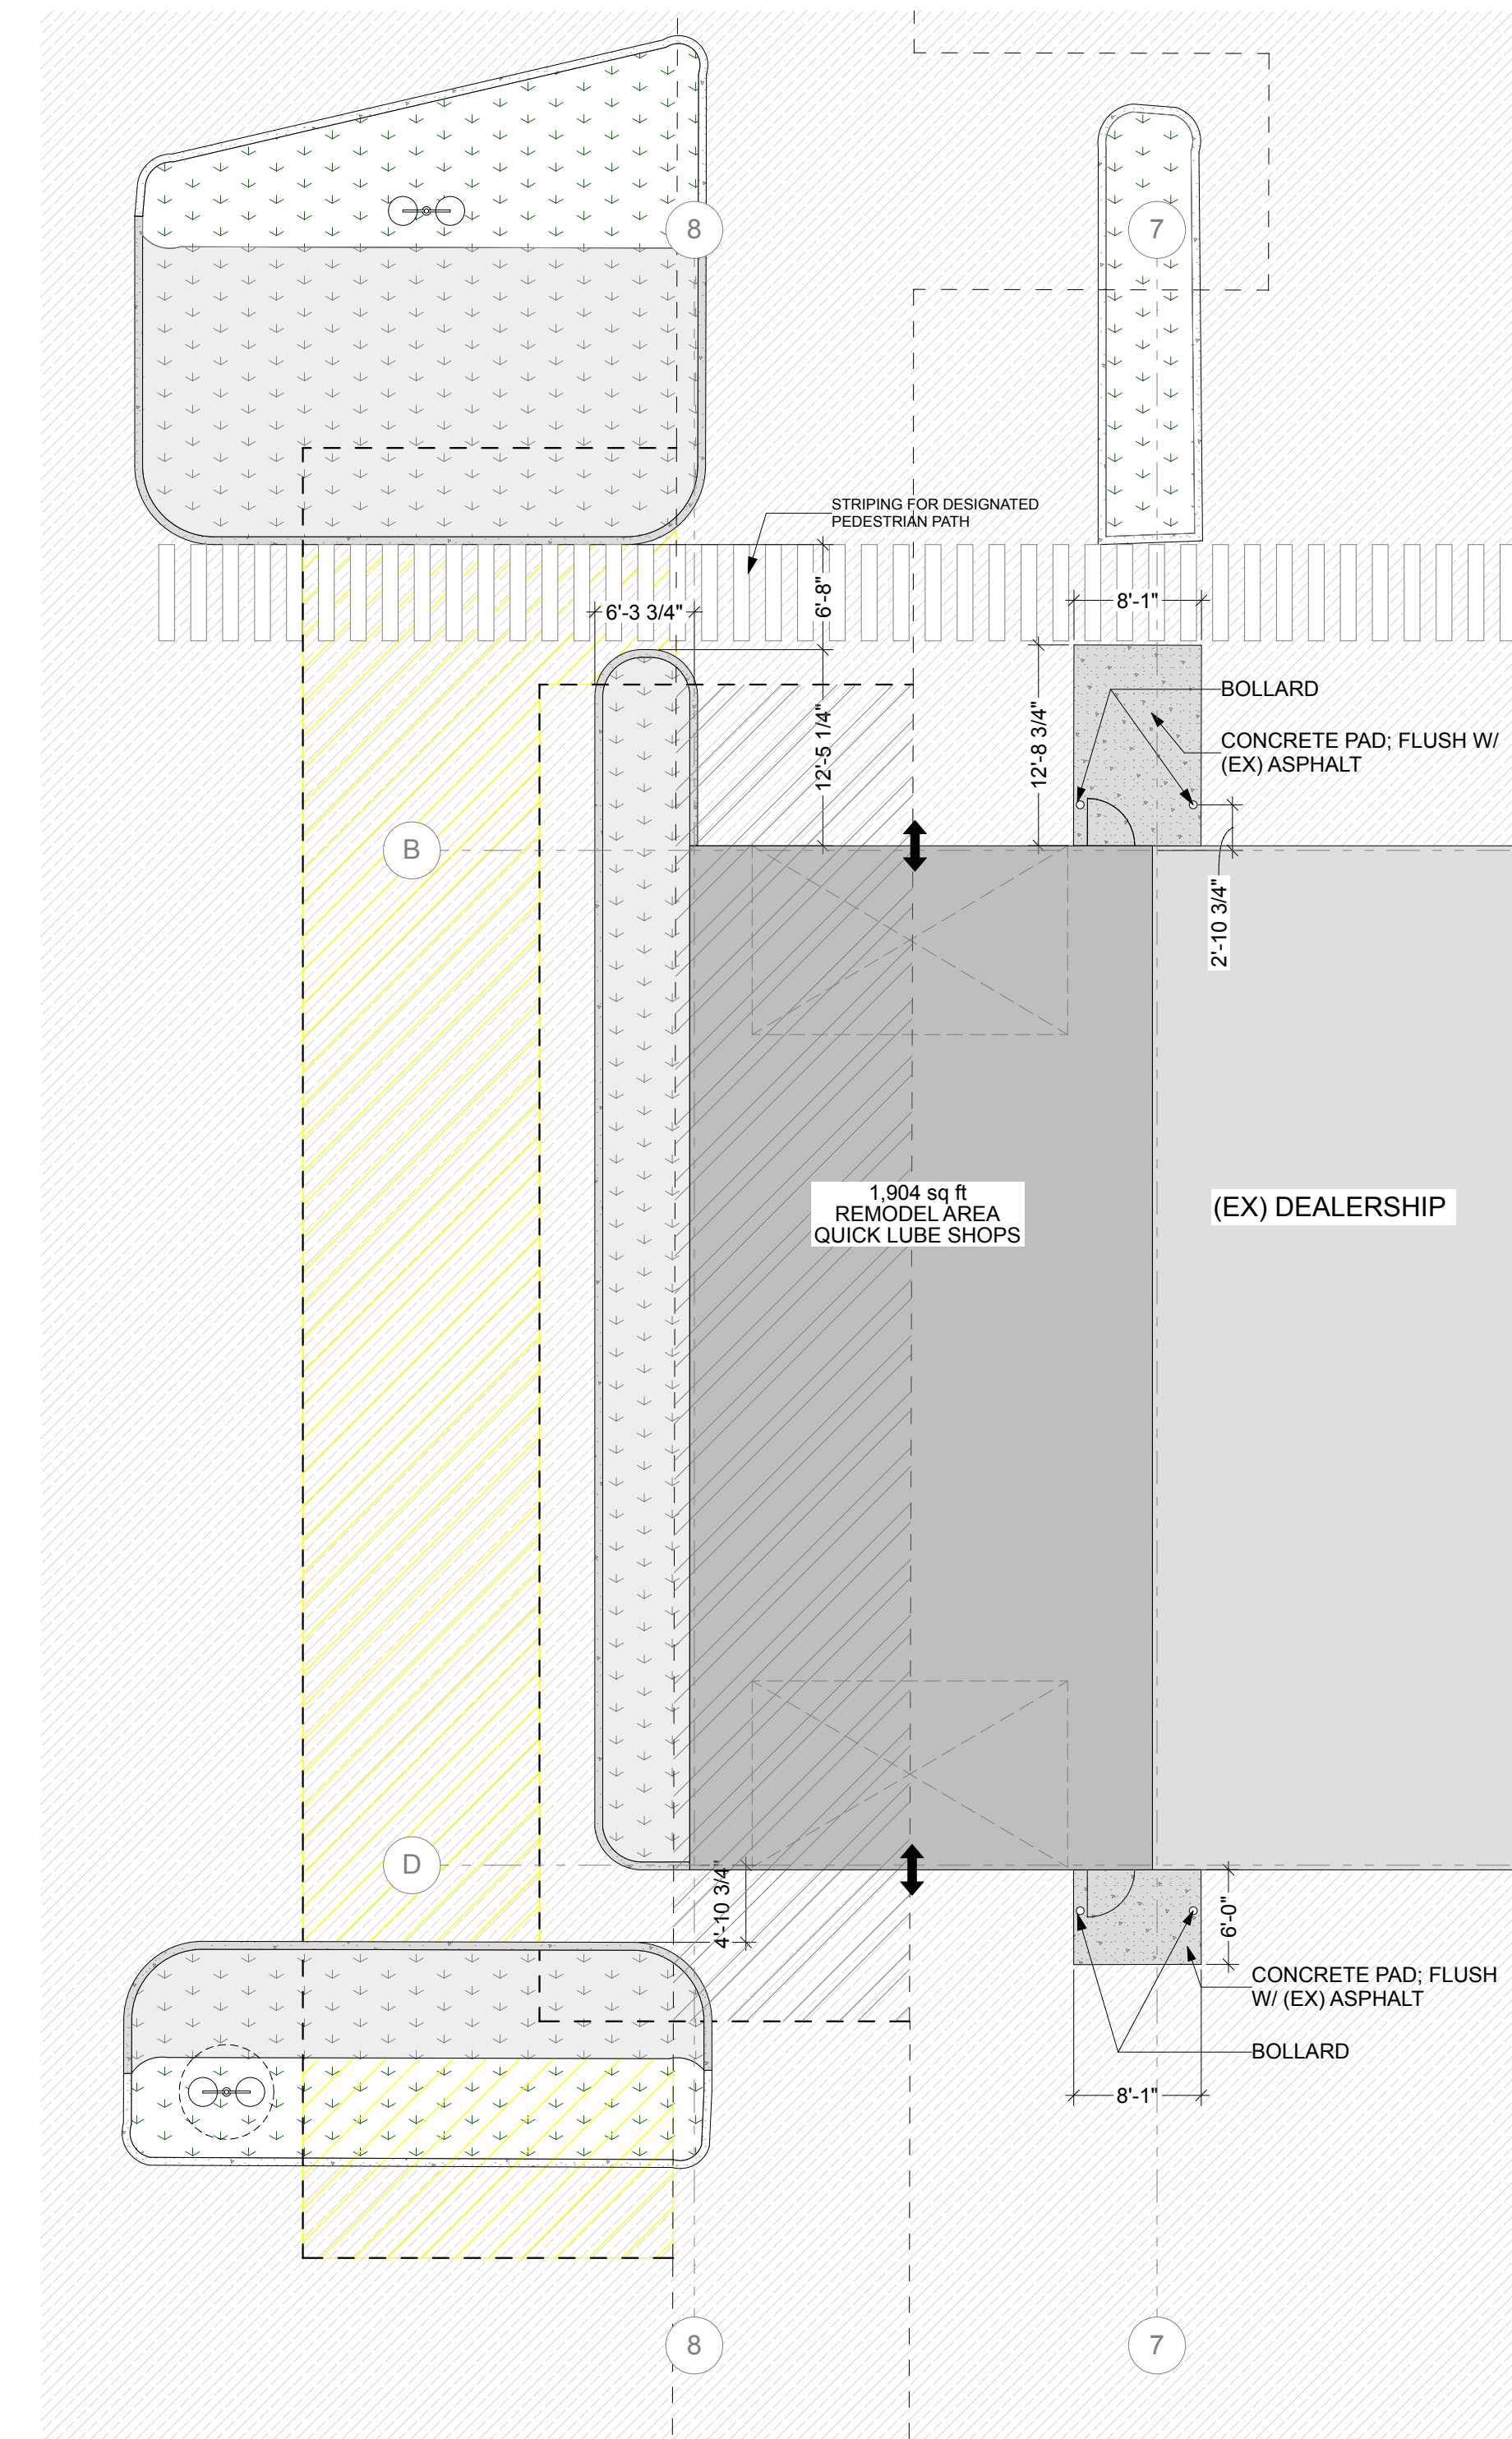 8
7
STRIPING FOR DESIGNATED
PEDESTRIAN PATH
6'-8"
6'-3 3/4"
8'-1"
BOLLARD
12'-5 1/4"
12'-8 3/4"
CONCRETE PAD; FLUSH W/
(EX) ASPHALT
B
2'-10 3/4"
1,904 sq ft
REMODEL AREA
QUICK LUBE SHOPS
(EX) DEALERSHIP
D
4'-10 3/4"
6'-0"
CONCRETE PAD; FLUSH
W/ (EX) ASPHALT
BOLLARD
8'-1"
8
7